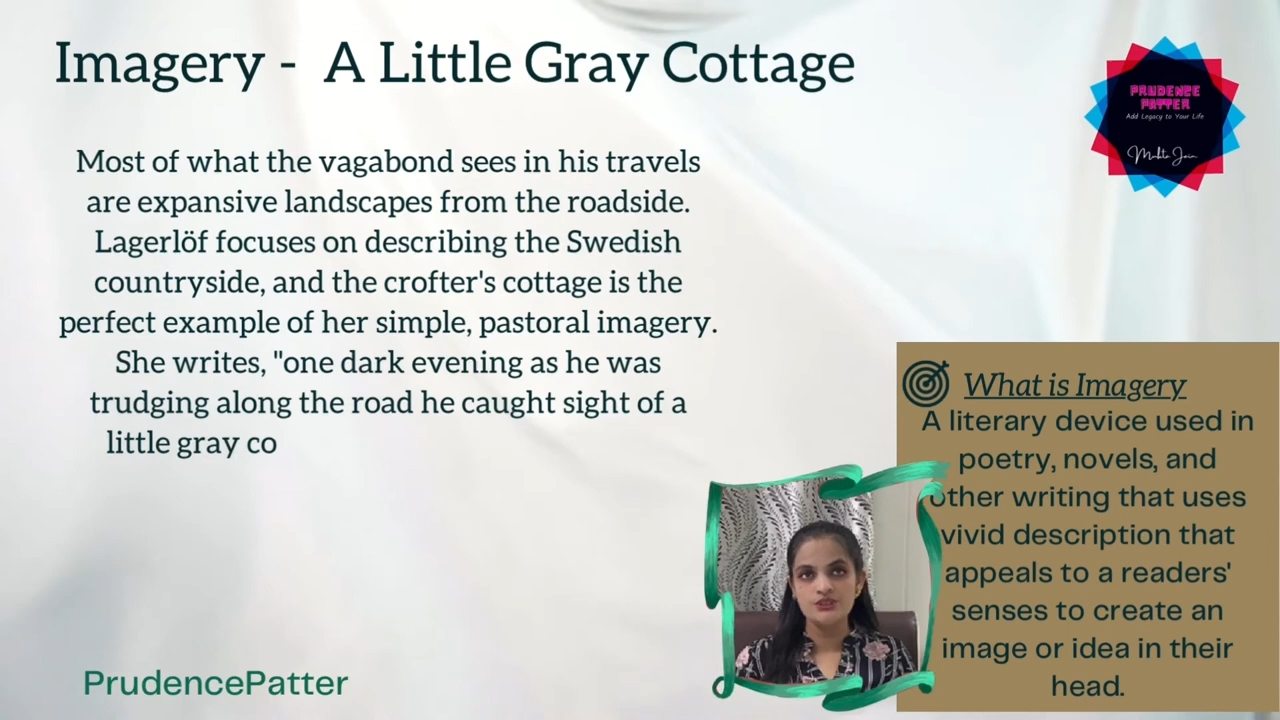 Imagery - A Little Gray Cottage
PRUDENCE
PATTER
Add Legacy to Your Life
Mukta Jain
Most of what the vagabond sees in his travels
are expansive landscapes from the roadside.
Lagerlöf focuses on describing the Swedish
countryside, and the crofter's cottage is the
perfect example of her simple, pastoral imagery.
She writes, "one dark evening as he was
trudging along the road he caught sight of a
little gray co
What is Imagery
A literary device used in
poetry, novels, and
other writing that uses
vivid description that
appeals to a readers'
senses to create an
image or idea in their
head.
PrudencePatter